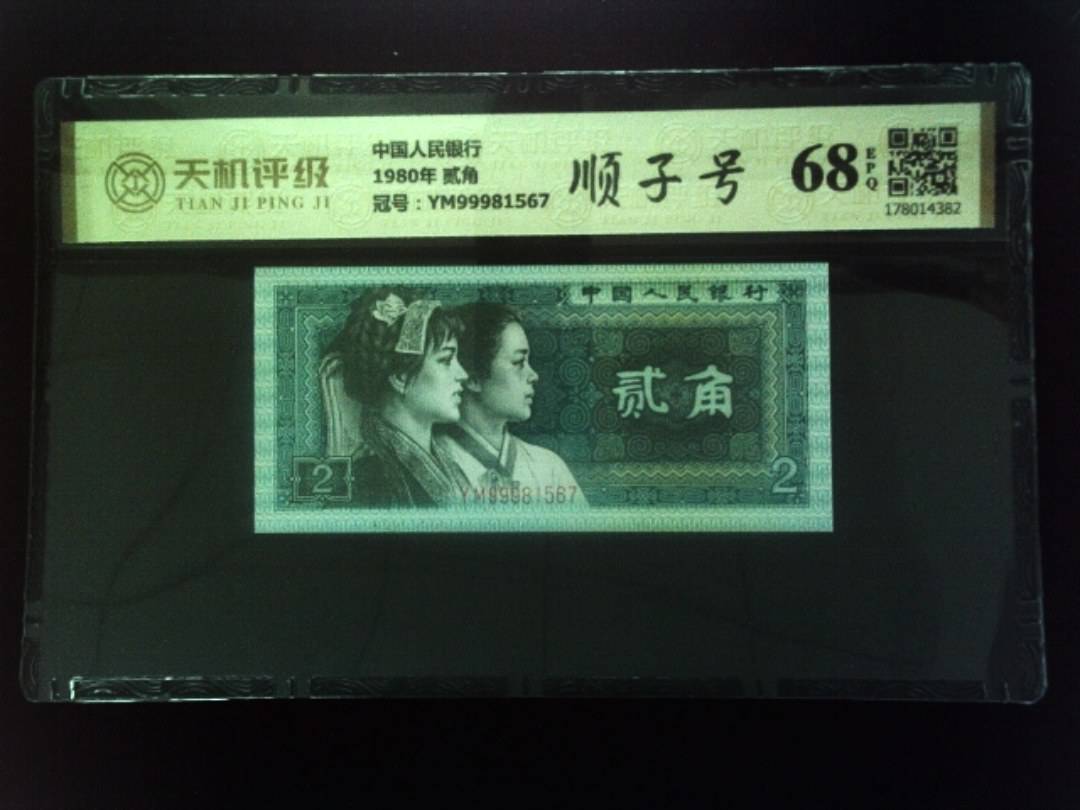 天机评级
TIAN JI PING JI
中国人民银行
1980年 贰角
冠号：YM99981567
顺子号
68
EPQ
178014382
中国人民银行
贰角
2
2
YM99981567